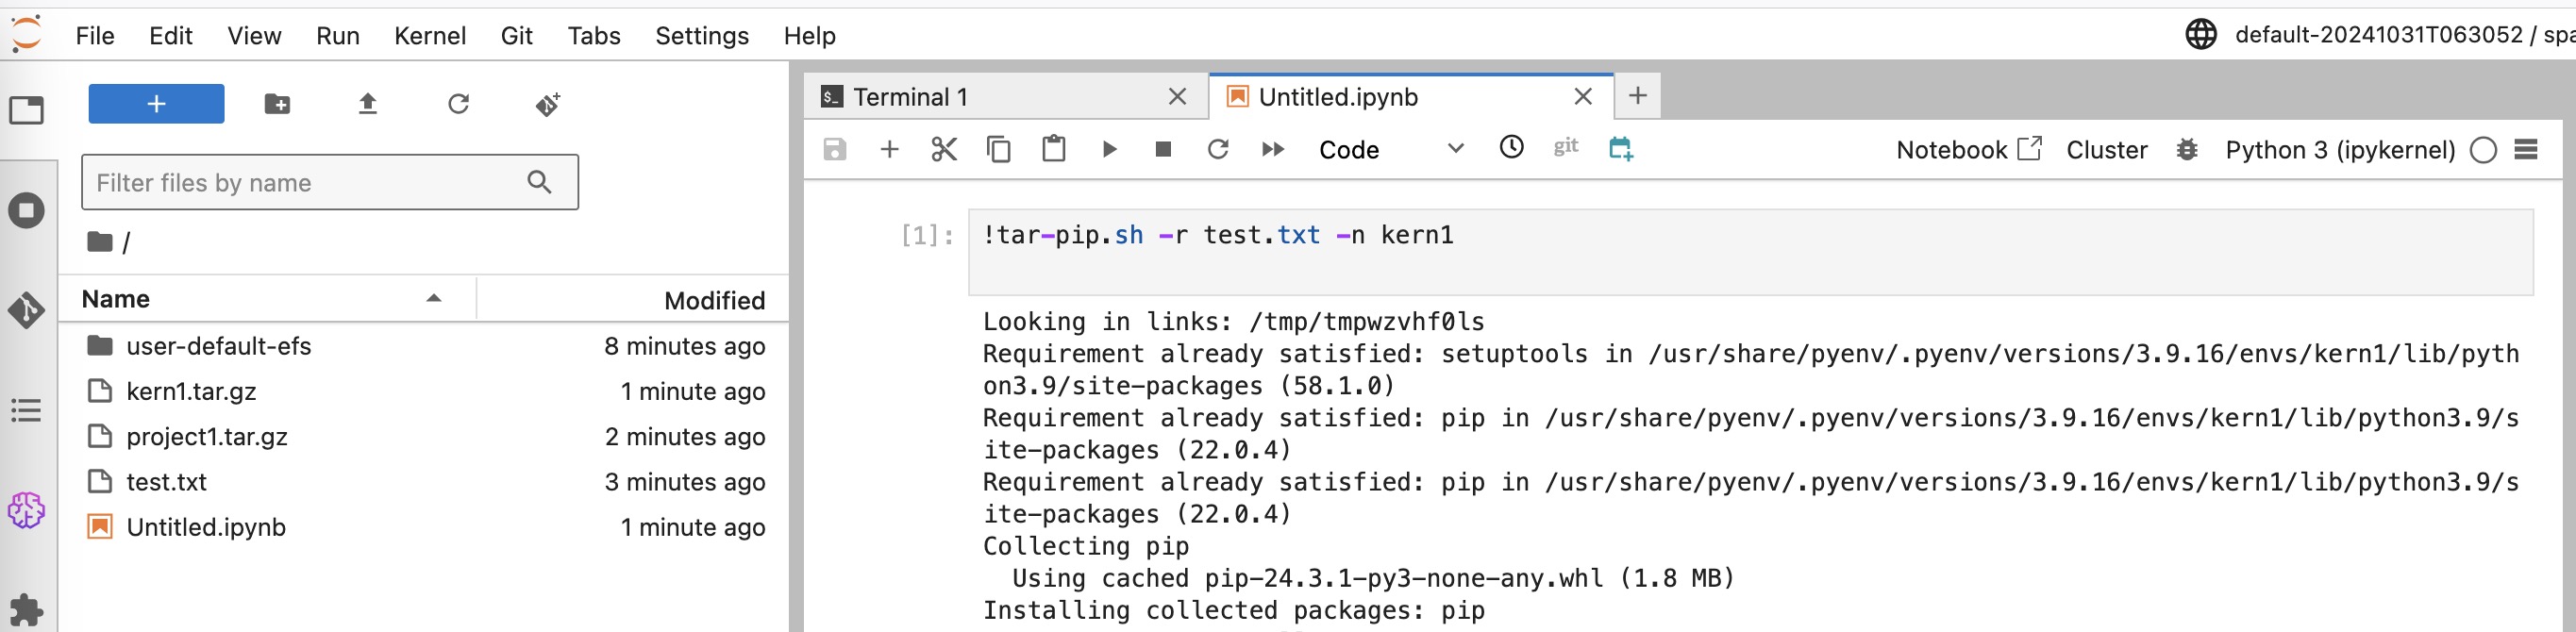 File Edit View Run Kernel Git Tabs Settings Help
default-20241031T063052 / spa
Filter files by name
/
Name Modified
user-default-efs 8 minutes ago
kern1.tar.gz 1 minute ago
project1.tar.gz 2 minutes ago
test.txt 3 minutes ago
Untitled.ipynb 1 minute ago
$_ Terminal 1
Untitled.ipynb
Code
git
Notebook Cluster Python 3 (ipykernel)
[1]: !tar-pip.sh -r test.txt -n kern1
Looking in links: /tmp/tmpwzvhf0ls
Requirement already satisfied: setuptools in /usr/share/pyenv/.pyenv/versions/3.9.16/envs/kern1/lib/pyth
on3.9/site-packages (58.1.0)
Requirement already satisfied: pip in /usr/share/pyenv/.pyenv/versions/3.9.16/envs/kern1/lib/python3.9/s
ite-packages (22.0.4)
Requirement already satisfied: pip in /usr/share/pyenv/.pyenv/versions/3.9.16/envs/kern1/lib/python3.9/s
ite-packages (22.0.4)
Collecting pip
  Using cached pip-24.3.1-py3-none-any.whl (1.8 MB)
Installing collected packages: pip